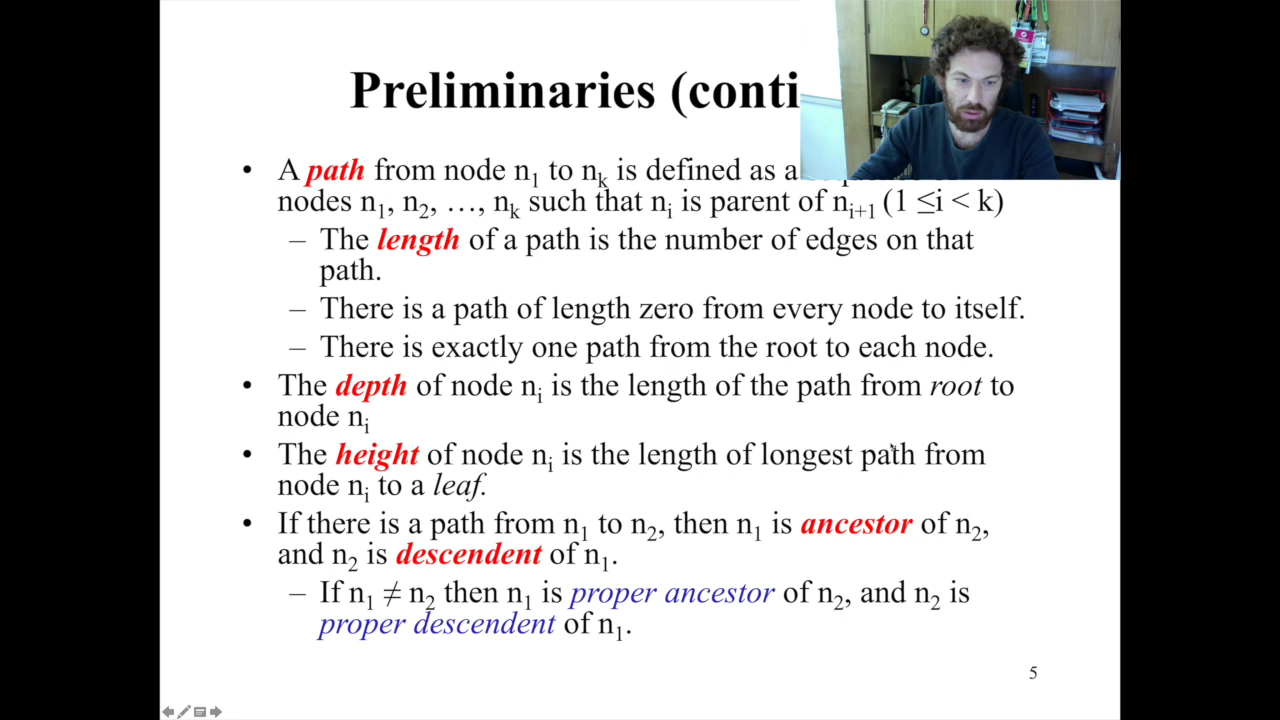 Preliminaries (conti
• A path from node n1 to nk is defined as a
nodes n1, n2, …, nk such that ni is parent of ni+1 (1 ≤i < k)
– The length of a path is the number of edges on that
path.
– There is a path of length zero from every node to itself.
– There is exactly one path from the root to each node.
• The depth of node ni is the length of the path from root to
node ni
• The height of node ni is the length of longest path from
node ni to a leaf.
• If there is a path from n1 to n2, then n1 is ancestor of n2,
and n2 is descendent of n1.
– If n1 ≠ n2 then n1 is proper ancestor of n2, and n2 is
proper descendent of n1.
5